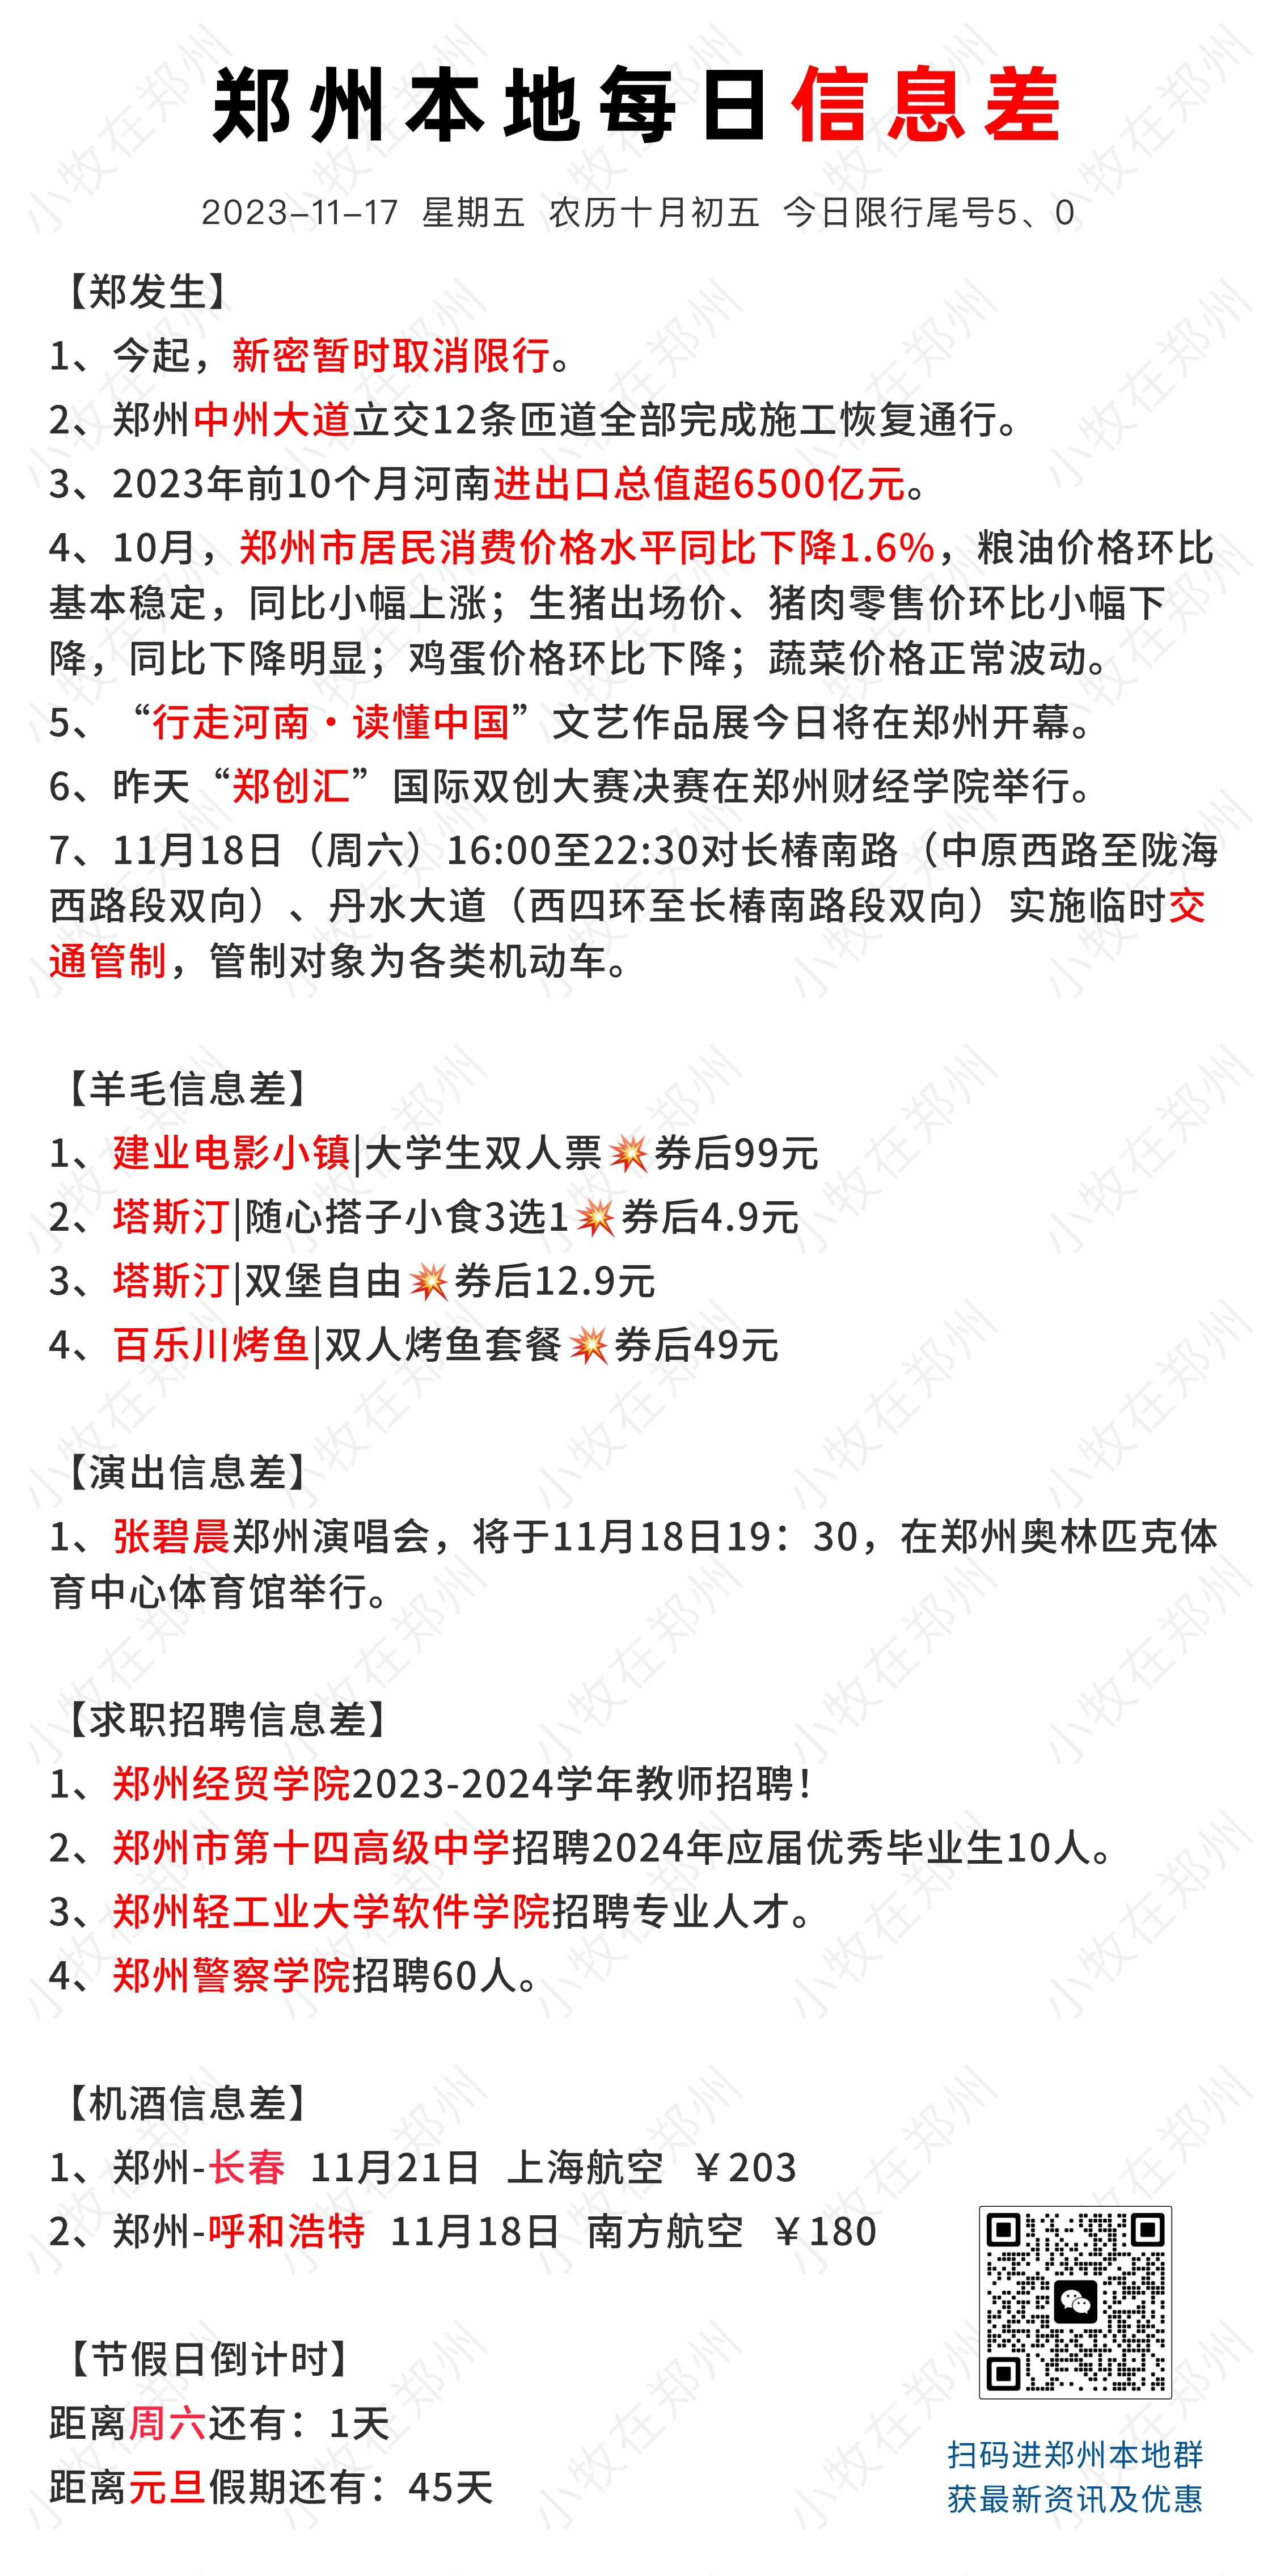 郑州本地每日信息差
2023-11-17 星期五 农历十月初五 今日限行尾号5、0
【郑发生】
1、今起，新密暂时取消限行。
2、郑州中州大道立交12条匝道全部完成施工恢复通行。
3、2023年前10个月河南进出口总值超6500亿元。
4、10月，郑州市居民消费价格水平同比下降1.6%，粮油价格环比
基本稳定，同比小幅上涨；生猪出场价、猪肉零售价环比小幅下
降，同比下降明显；鸡蛋价格环比下降；蔬菜价格正常波动。
5、“行走河南·读懂中国”文艺作品展今日将在郑州开幕。
6、昨天“郑创汇”国际双创大赛决赛在郑州财经学院举行。
7、11月18日（周六）16:00至22:30对长椿南路（中原西路至陇海
西路段双向）、丹水大道（西四环至长椿南路段双向）实施临时交
通管制，管制对象为各类机动车。
【羊毛信息差】
1、建业电影小镇|大学生双人票💥券后99元
2、塔斯汀|随心搭子小食3选1💥券后4.9元
3、塔斯汀|双堡自由💥券后12.9元
4、百乐川烤鱼|双人烤鱼套餐💥券后49元
【演出信息差】
1、张碧晨郑州演唱会，将于11月18日19：30，在郑州奥林匹克体
育中心体育馆举行。
【求职招聘信息差】
1、郑州经贸学院2023-2024学年教师招聘！
2、郑州市第十四高级中学招聘2024年应届优秀毕业生10人。
3、郑州轻工业大学软件学院招聘专业人才。
4、郑州警察学院招聘60人。
【机酒信息差】
1、郑州-长春 11月21日 上海航空 ￥203
2、郑州-呼和浩特 11月18日 南方航空 ￥180
【节假日倒计时】
距离周六还有：1天
距离元旦假期还有：45天
扫码进郑州本地群
获最新资讯及优惠
小牧在郑州